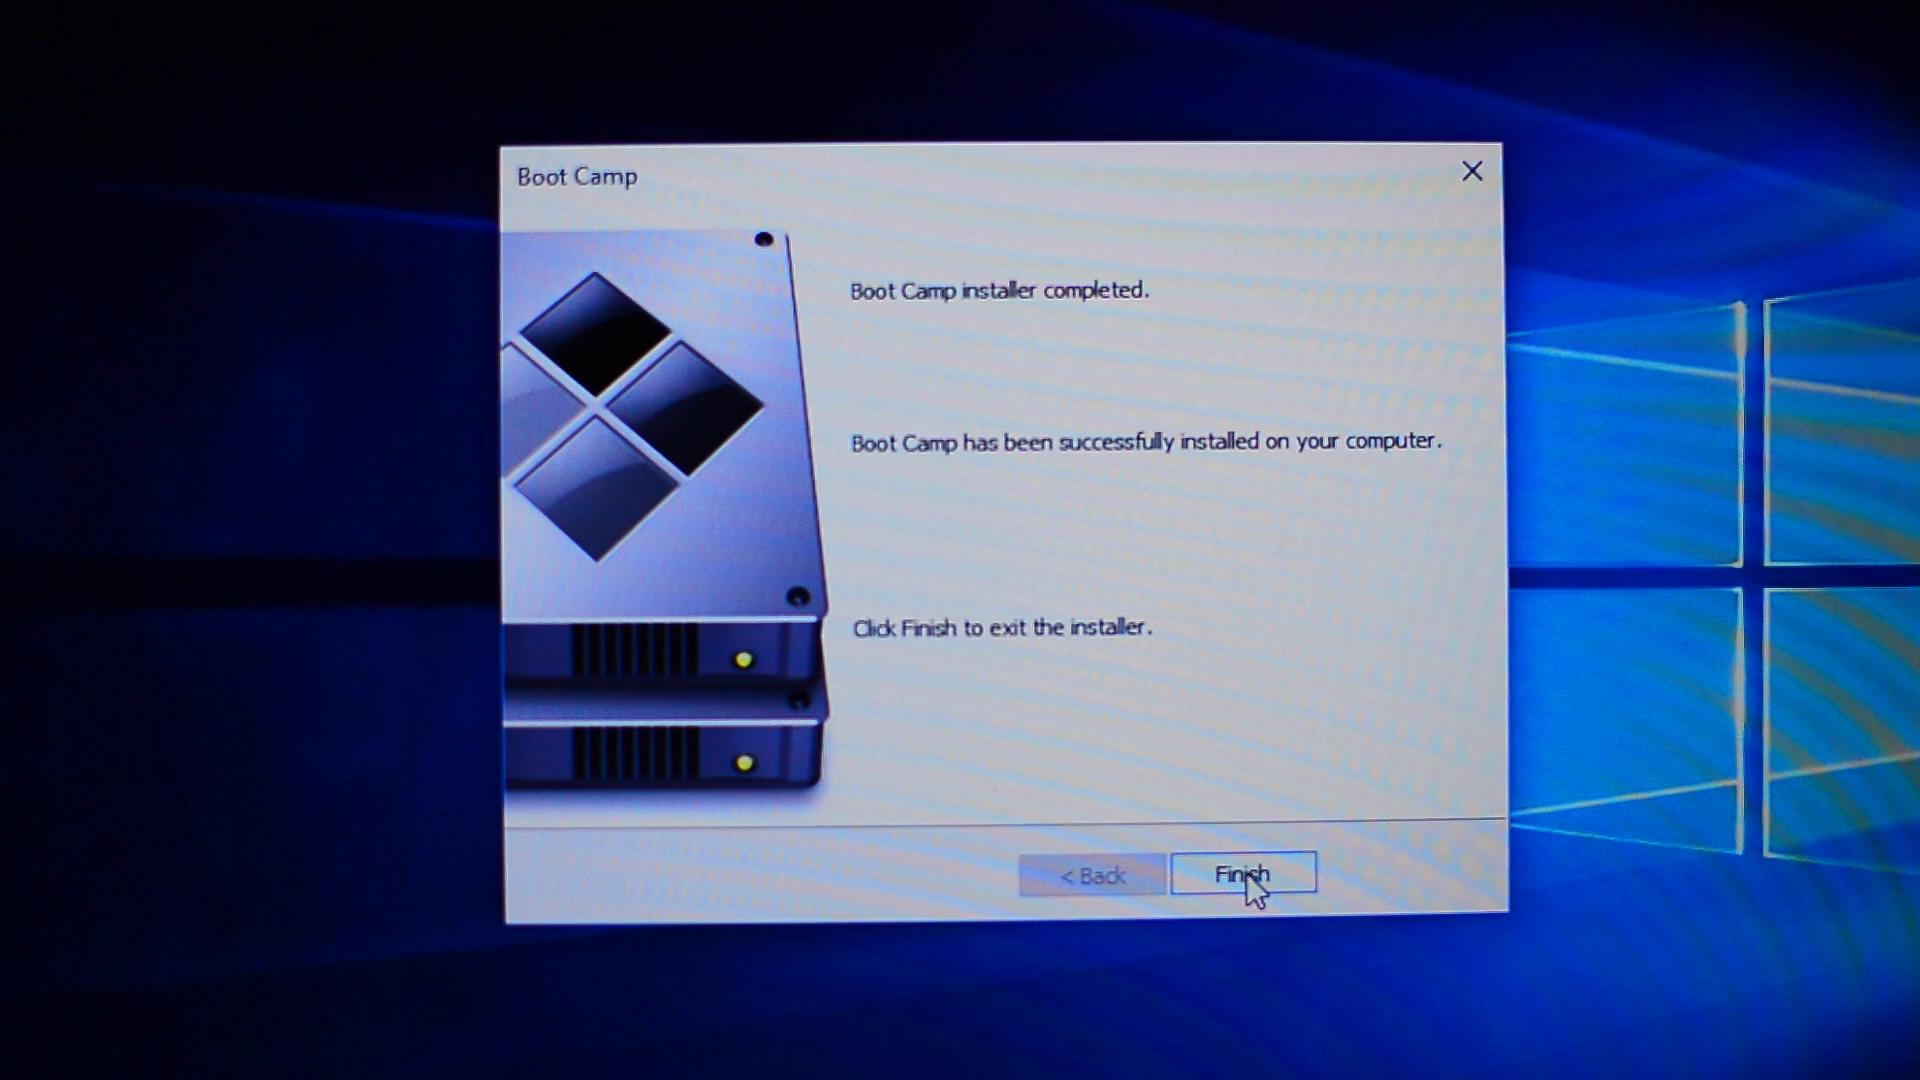 Boot Camp
Boot Camp installer completed.
Boot Camp has been successfully installed on your computer.
Click Finish to exit the installer.
< Back
Finish